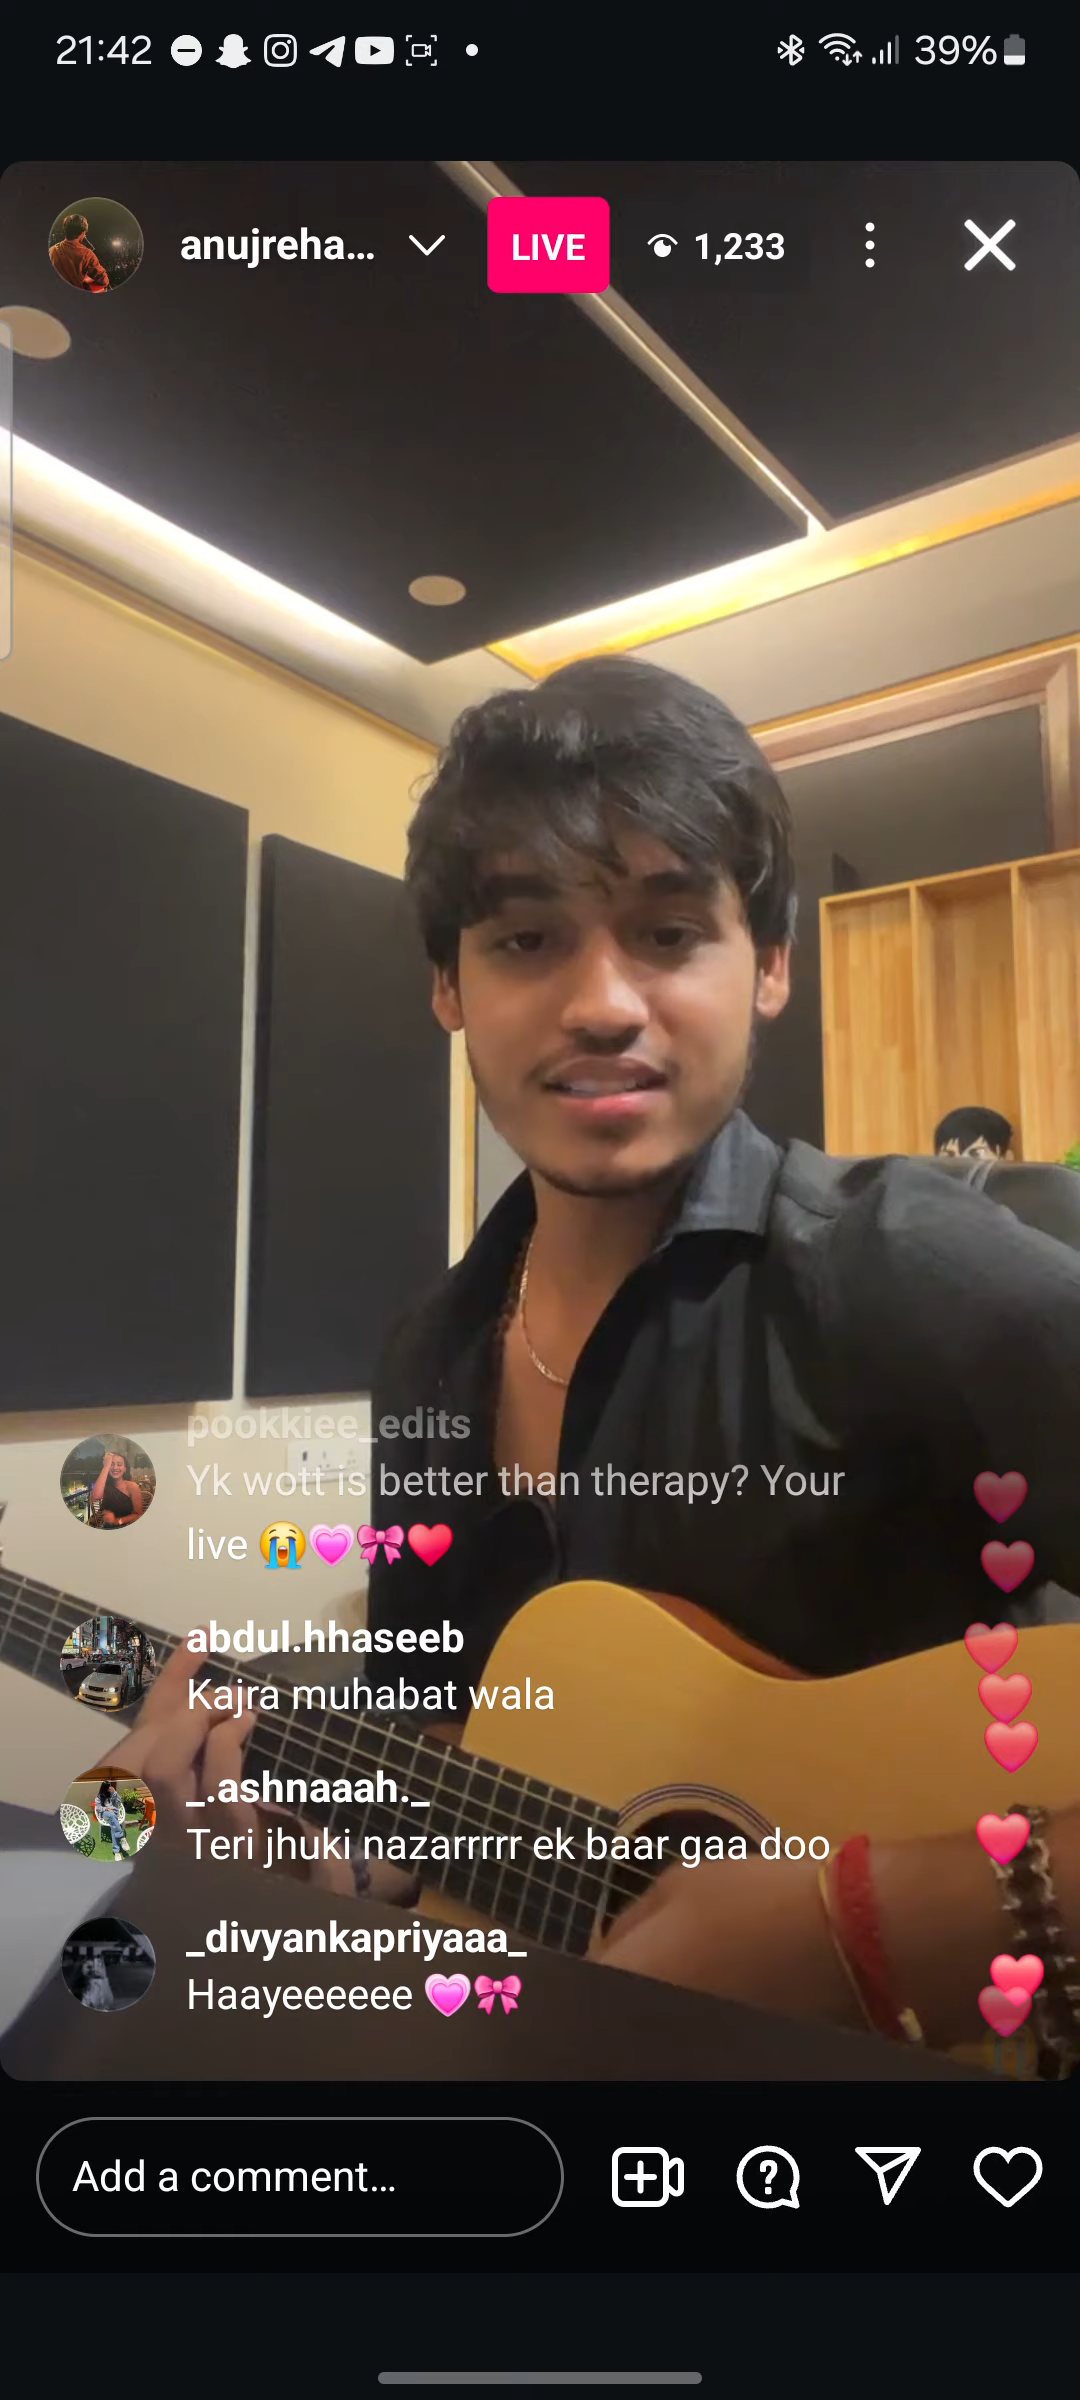 21:42
39%
anujreha...
LIVE
1,233
pookkiee_edits
Yk wott is better than therapy? Your
live 😭💗🎀❤️
abdul.hhaseeb
Kajra muhabat wala
_.ashnaaah._
Teri jhuki nazarrrrr ek baar gaa doo
_divyankapriyaaa_
Haayeeeeee 💗🎀
Add a comment...